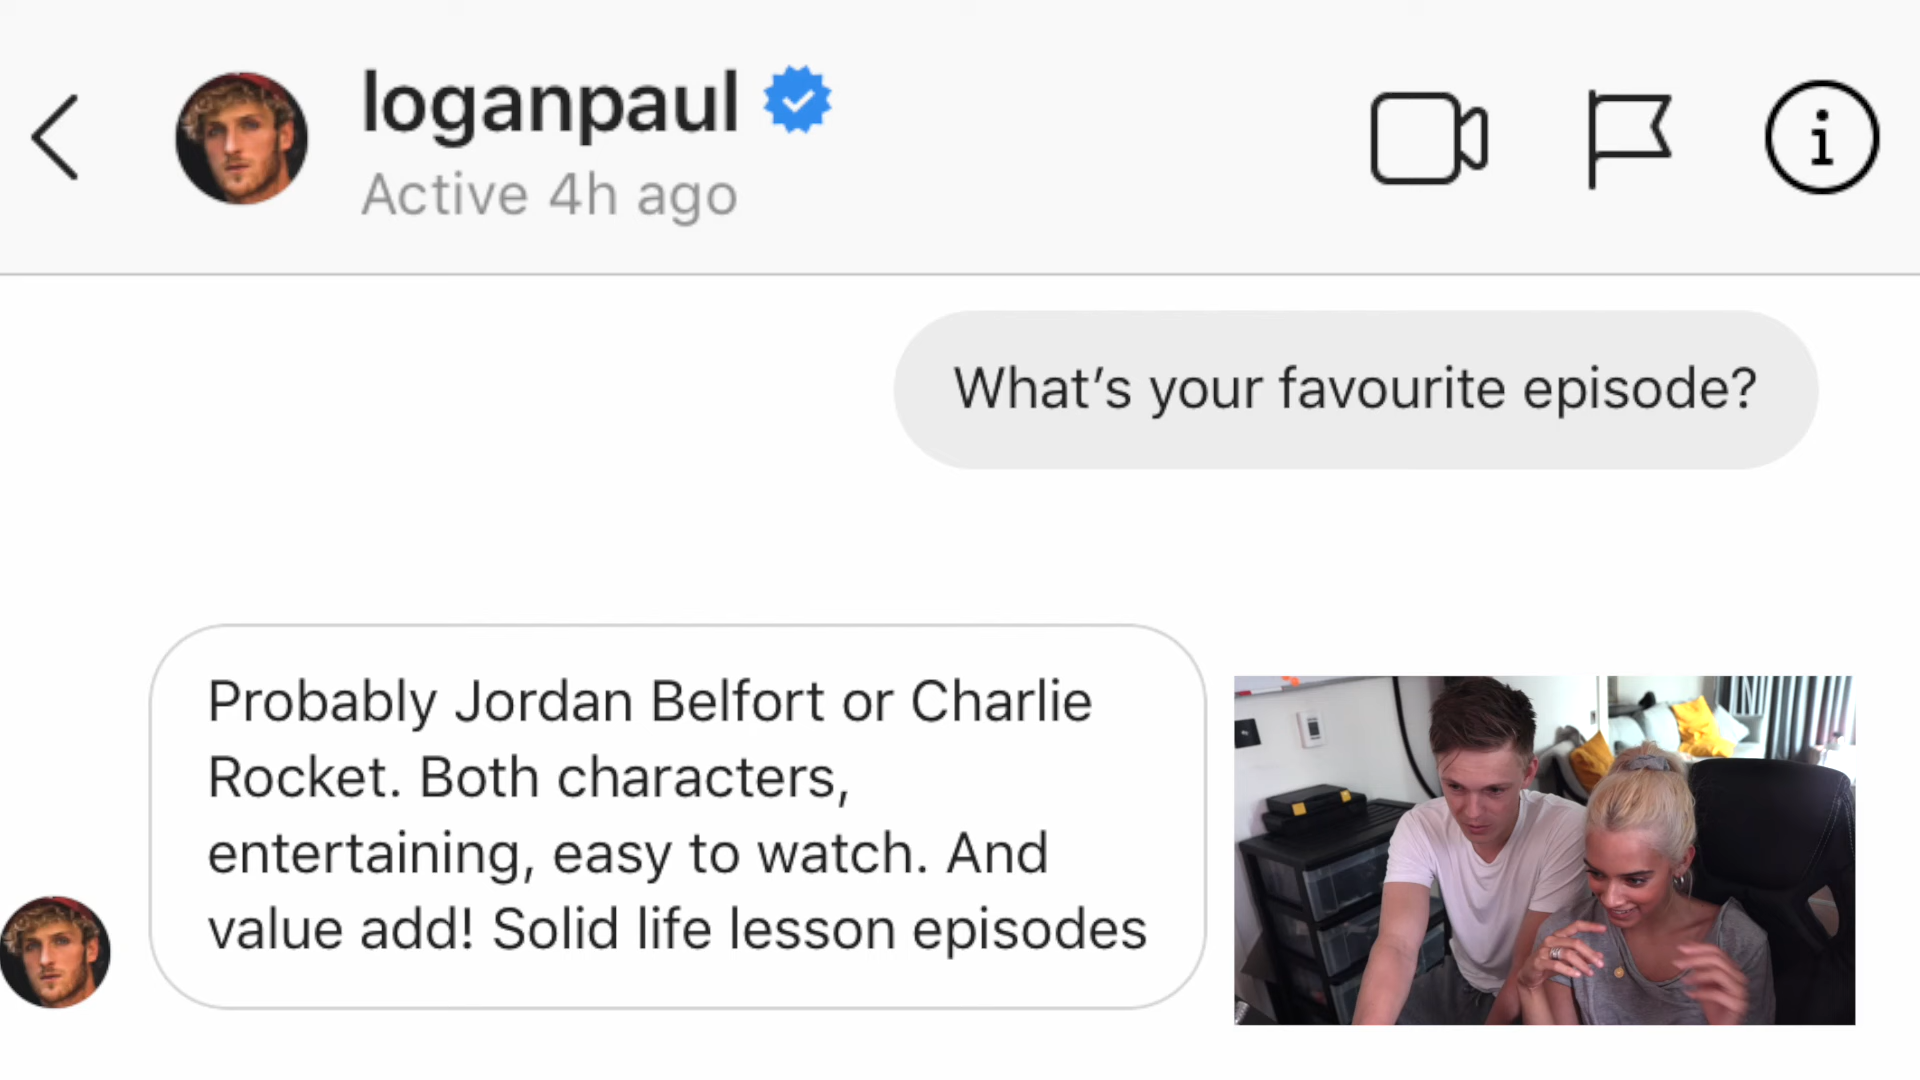 loganpaul
Active 4h ago
What’s your favourite episode?
Probably Jordan Belfort or Charlie
Rocket. Both characters,
entertaining, easy to watch. And
value add! Solid life lesson episodes